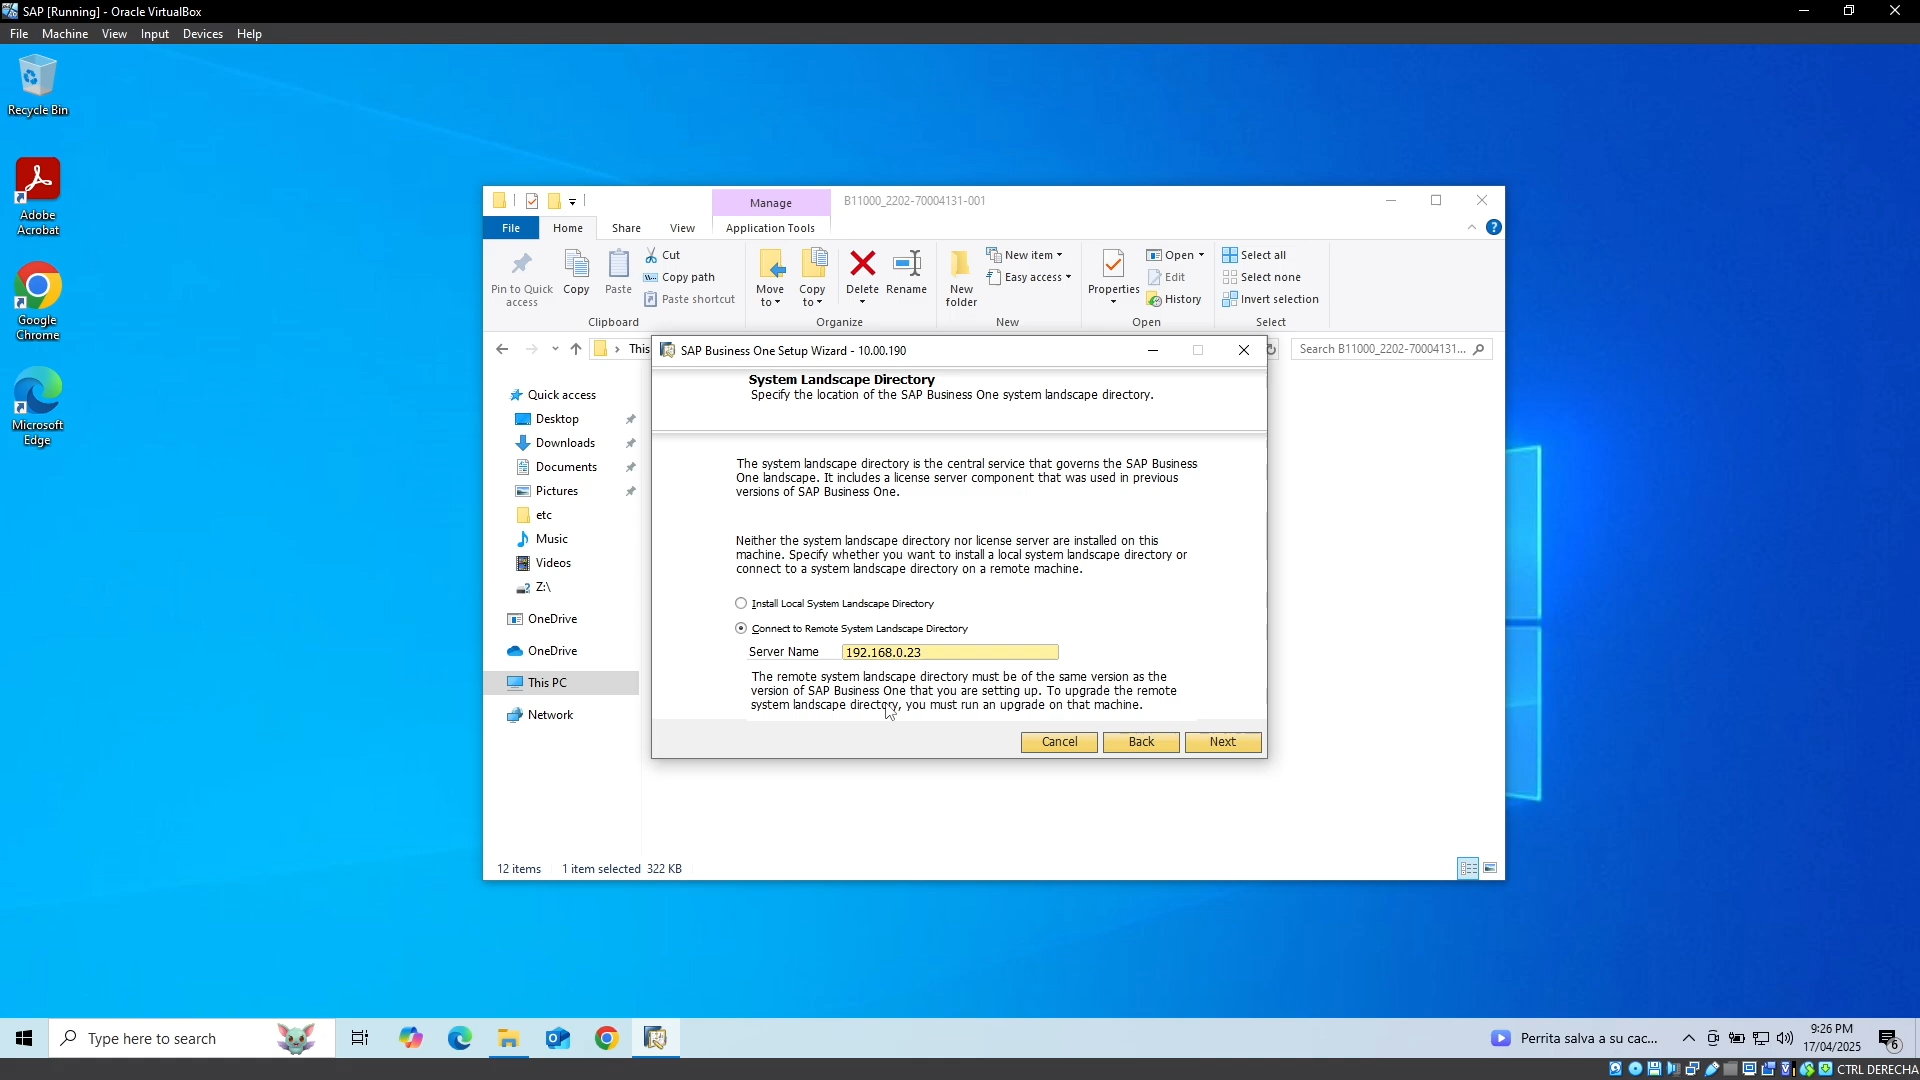 SAP [Running] - Oracle VirtualBox
File Machine View Input Devices Help
Recycle Bin
Adobe
Acrobat
Google
Chrome
Microsoft
Edge
Manage
B11000_2202-70004131-001
File Home Share View Application Tools
Pin to Quick
access
Copy
Paste
Cut
Copy path
Paste shortcut
Clipboard
Move
to
Copy
to
Delete
Rename
Organize
New
folder
New item
Easy access
New
Properties
Open
Edit
History
Open
Select all
Select none
Invert selection
Select
This
Search B11000_2202-70004131...
Quick access
Desktop
Downloads
Documents
Pictures
etc
Music
Videos
Z:\
OneDrive
OneDrive
This PC
Network
12 items 1 item selected 322 KB
SAP Business One Setup Wizard - 10.00.190
System Landscape Directory
Specify the location of the SAP Business One system landscape directory.
The system landscape directory is the central service that governs the SAP Business
One landscape. It includes a license server component that was used in previous
versions of SAP Business One.
Neither the system landscape directory nor license server are installed on this
machine. Specify whether you want to install a local system landscape directory or
connect to a system landscape directory on a remote machine.
Install Local System Landscape Directory
Connect to Remote System Landscape Directory
Server Name 192.168.0.23
The remote system landscape directory must be of the same version as the
version of SAP Business One that you are setting up. To upgrade the remote
system landscape directory, you must run an upgrade on that machine.
Cancel Back Next
Type here to search
Perrita salva a su cac...
9:26 PM
17/04/2025
6
CTRL DERECHA